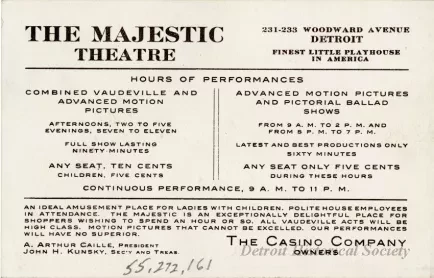 THE MAJESTIC
THEATRE
231-233 WOODWARD AVENUE
DETROIT
FINEST LITTLE PLAYHOUSE
IN AMERICA
HOURS OF PERFORMANCES
COMBINED VAUDEVILLE AND
ADVANCED MOTION
PICTURES
AFTERNOONS, TWO TO FIVE
EVENINGS, SEVEN TO ELEVEN
FULL SHOW LASTING
NINETY MINUTES
ANY SEAT, TEN CENTS
CHILDREN, FIVE CENTS
ADVANCED MOTION PICTURES
AND PICTORIAL BALLAD
SHOWS
FROM 9 A. M. TO 2 P. M. AND
FROM 5 P. M. TO 7 P. M.
LATEST AND BEST PRODUCTIONS ONLY
SIXTY MINUTES
ANY SEAT ONLY FIVE CENTS
DURING THESE HOURS
CONTINUOUS PERFORMANCE, 9 A. M. TO 11 P. M.
AN IDEAL AMUSEMENT PLACE FOR LADIES WITH CHILDREN. POLITE HOUSE EMPLOYEES
IN ATTENDANCE. THE MAJESTIC IS AN EXCEPTIONALLY DELIGHTFUL PLACE FOR
SHOPPERS WISHING TO SPEND AN HOUR OR SO. ALL VAUDEVILLE ACTS WILL BE
HIGH CLASS. MOTION PICTURES THAT CANNOT BE EXCELLED. OUR PERFORMANCES
WILL HAVE NO SUPERIOR.
A. ARTHUR CAILLE, PRESIDENT
JOHN H. KUNSKY, SEC'Y AND TREAS.
THE CASINO COMPANY
OWNERS
Detroit Historical Society
55,272,161